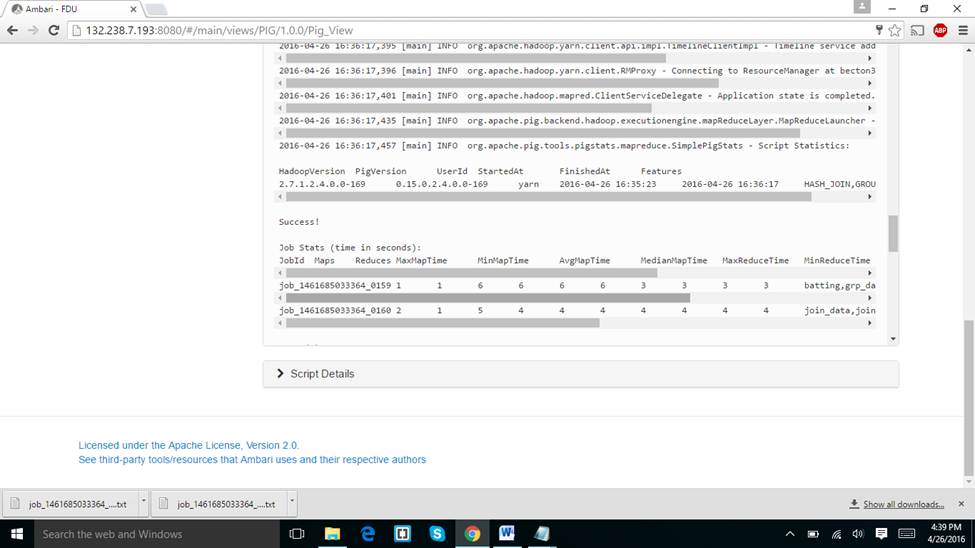 Ambari - FDU
132.238.7.193:8080/#/main/views/PIG/1.0.0/Pig_View
ABP
2016-04-26 16:36:17,395 [main] INFO org.apache.hadoop.yarn.client.api.impl.TimelineClientImpl - Timeline service add
2016-04-26 16:36:17,396 [main] INFO org.apache.hadoop.yarn.client.RMProxy - Connecting to ResourceManager at becton3
2016-04-26 16:36:17,401 [main] INFO org.apache.hadoop.mapred.ClientServiceDelegate - Application state is completed.
2016-04-26 16:36:17,435 [main] INFO org.apache.pig.backend.hadoop.executionengine.mapReduceLayer.MapReduceLauncher -
2016-04-26 16:36:17,457 [main] INFO org.apache.pig.tools.pigstats.mapreduce.SimplePigStats - Script Statistics:
HadoopVersion PigVersion UserId StartedAt FinishedAt Features
2.7.1.2.4.0.0-169 0.15.0.2.4.0.0-169 yarn 2016-04-26 16:35:23 2016-04-26 16:36:17 HASH_JOIN,GROU
Success!
Job Stats (time in seconds):
JobId Maps Reduces MaxMapTime MinMapTime AvgMapTime MedianMapTime MaxReduceTime MinReduceTime
job_1461685033364_0159 1 1 6 6 6 6 3 3 3 3 batting,grp_da
job_1461685033364_0160 2 1 5 4 4 4 4 4 4 4 join_data,join
Script Details
Licensed under the Apache License, Version 2.0.
See third-party tools/resources that Ambari uses and their respective authors
job_1461685033364_....txt
job_1461685033364_....txt
Show all downloads...
Search the web and Windows
4:39 PM
4/26/2016